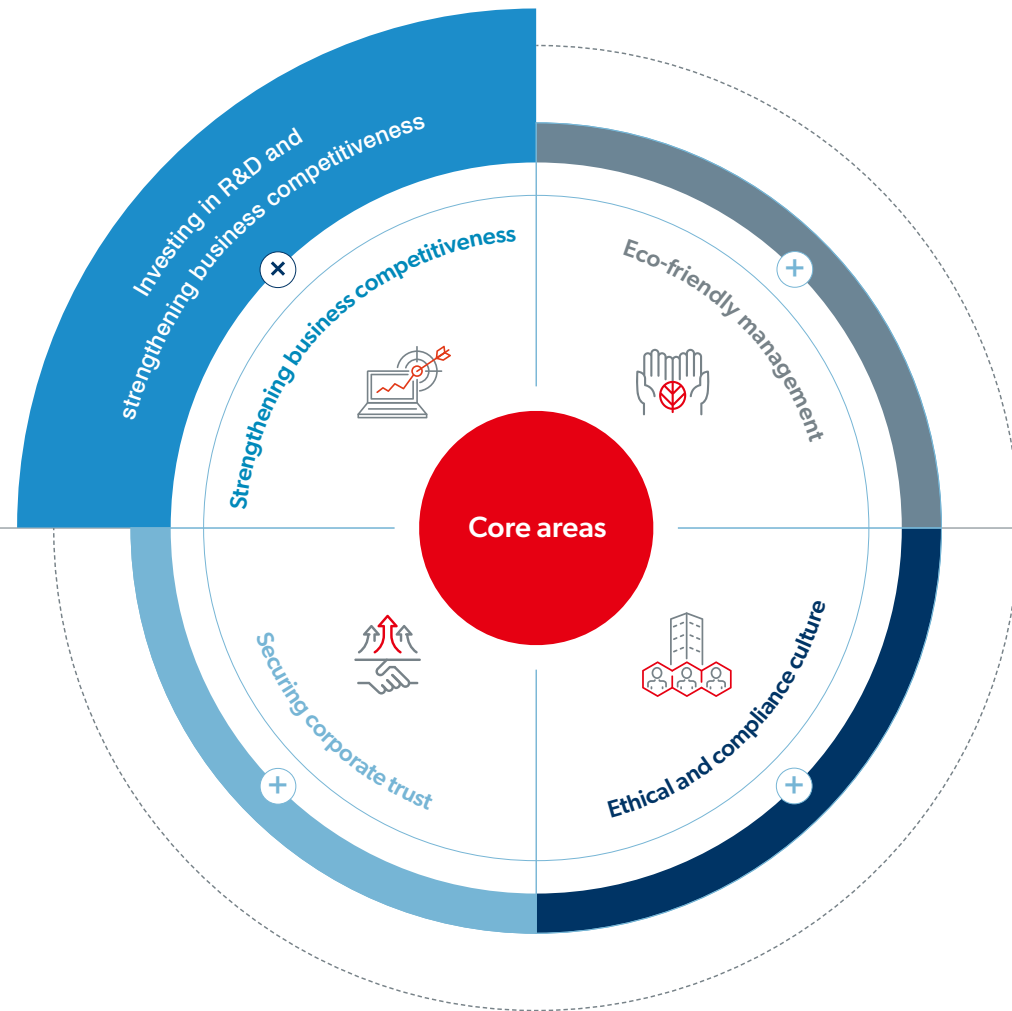 Investing in R&D and
strengthening business competitiveness
Strengthening business competitiveness
Eco-friendly management
Core areas
Securing corporate trust
Ethical and compliance culture